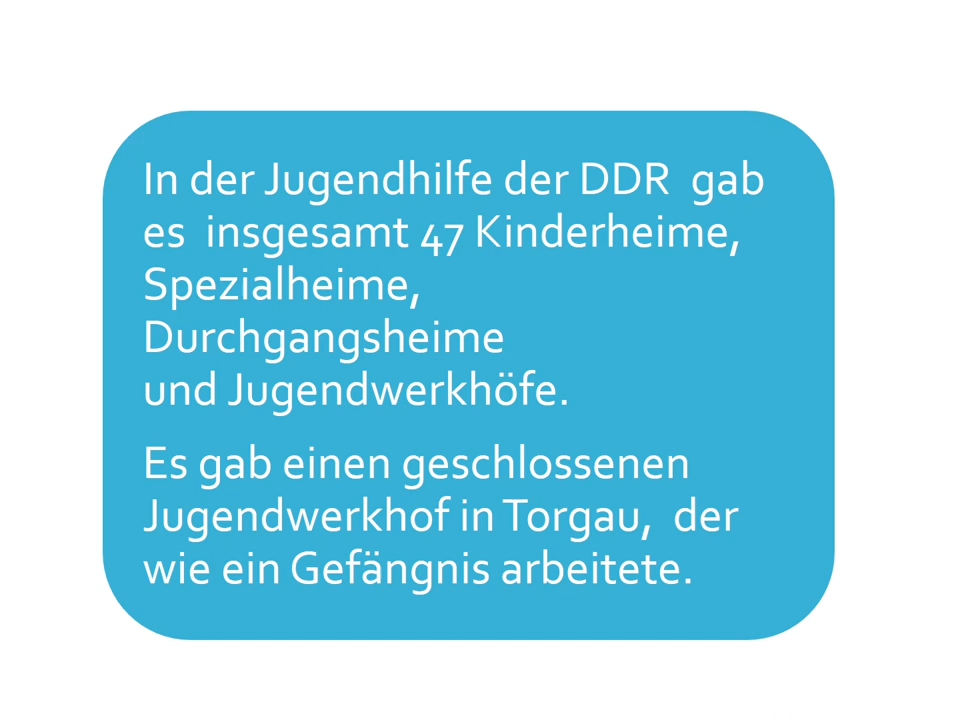 In der Jugendhilfe der DDR  gab
es  insgesamt 47 Kinderheime,
Spezialheime,
Durchgangsheime
und Jugendwerkhöfe.
Es gab einen geschlossenen
Jugendwerkhof in Torgau,  der
wie ein Gefängnis arbeitete.